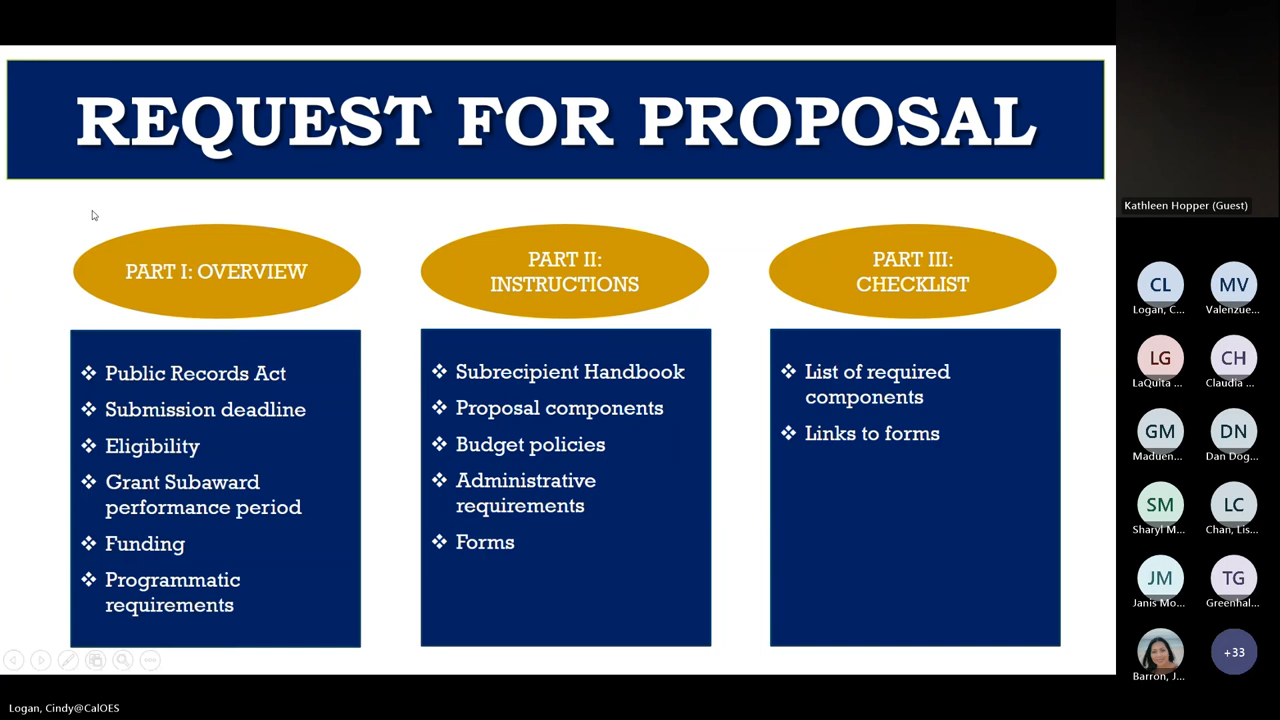 REQUEST FOR PROPOSAL
PART I: OVERVIEW
Public Records Act
Submission deadline
Eligibility
Grant Subaward
performance period
Funding
Programmatic
requirements
PART II:
INSTRUCTIONS
Subrecipient Handbook
Proposal components
Budget policies
Administrative
requirements
Forms
PART III:
CHECKLIST
List of required
components
Links to forms
Kathleen Hopper (Guest)
CL
Logan, C...
MV
Valenzue...
LG
LaQuita ...
CH
Claudia ...
GM
Maduen...
DN
Dan Dog...
SM
Sharyl M...
LC
Chan, Lis...
JM
Janis Mo...
TG
Greenhal...
Barron, J...
+33
Logan, Cindy@CalOES